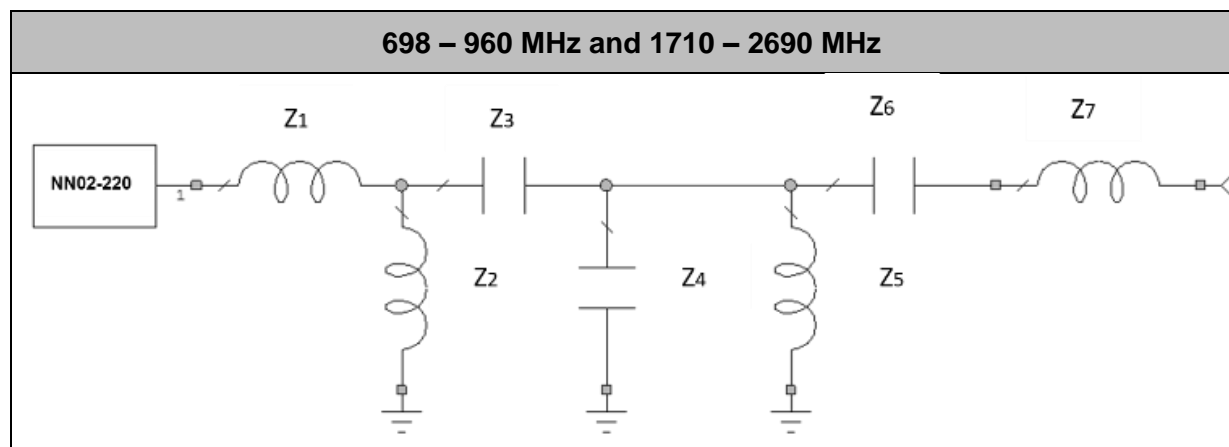 698 – 960 MHz and 1710 – 2690 MHz
Z1 Z3 Z6 Z7
NN02-220
1
Z2 Z4 Z5